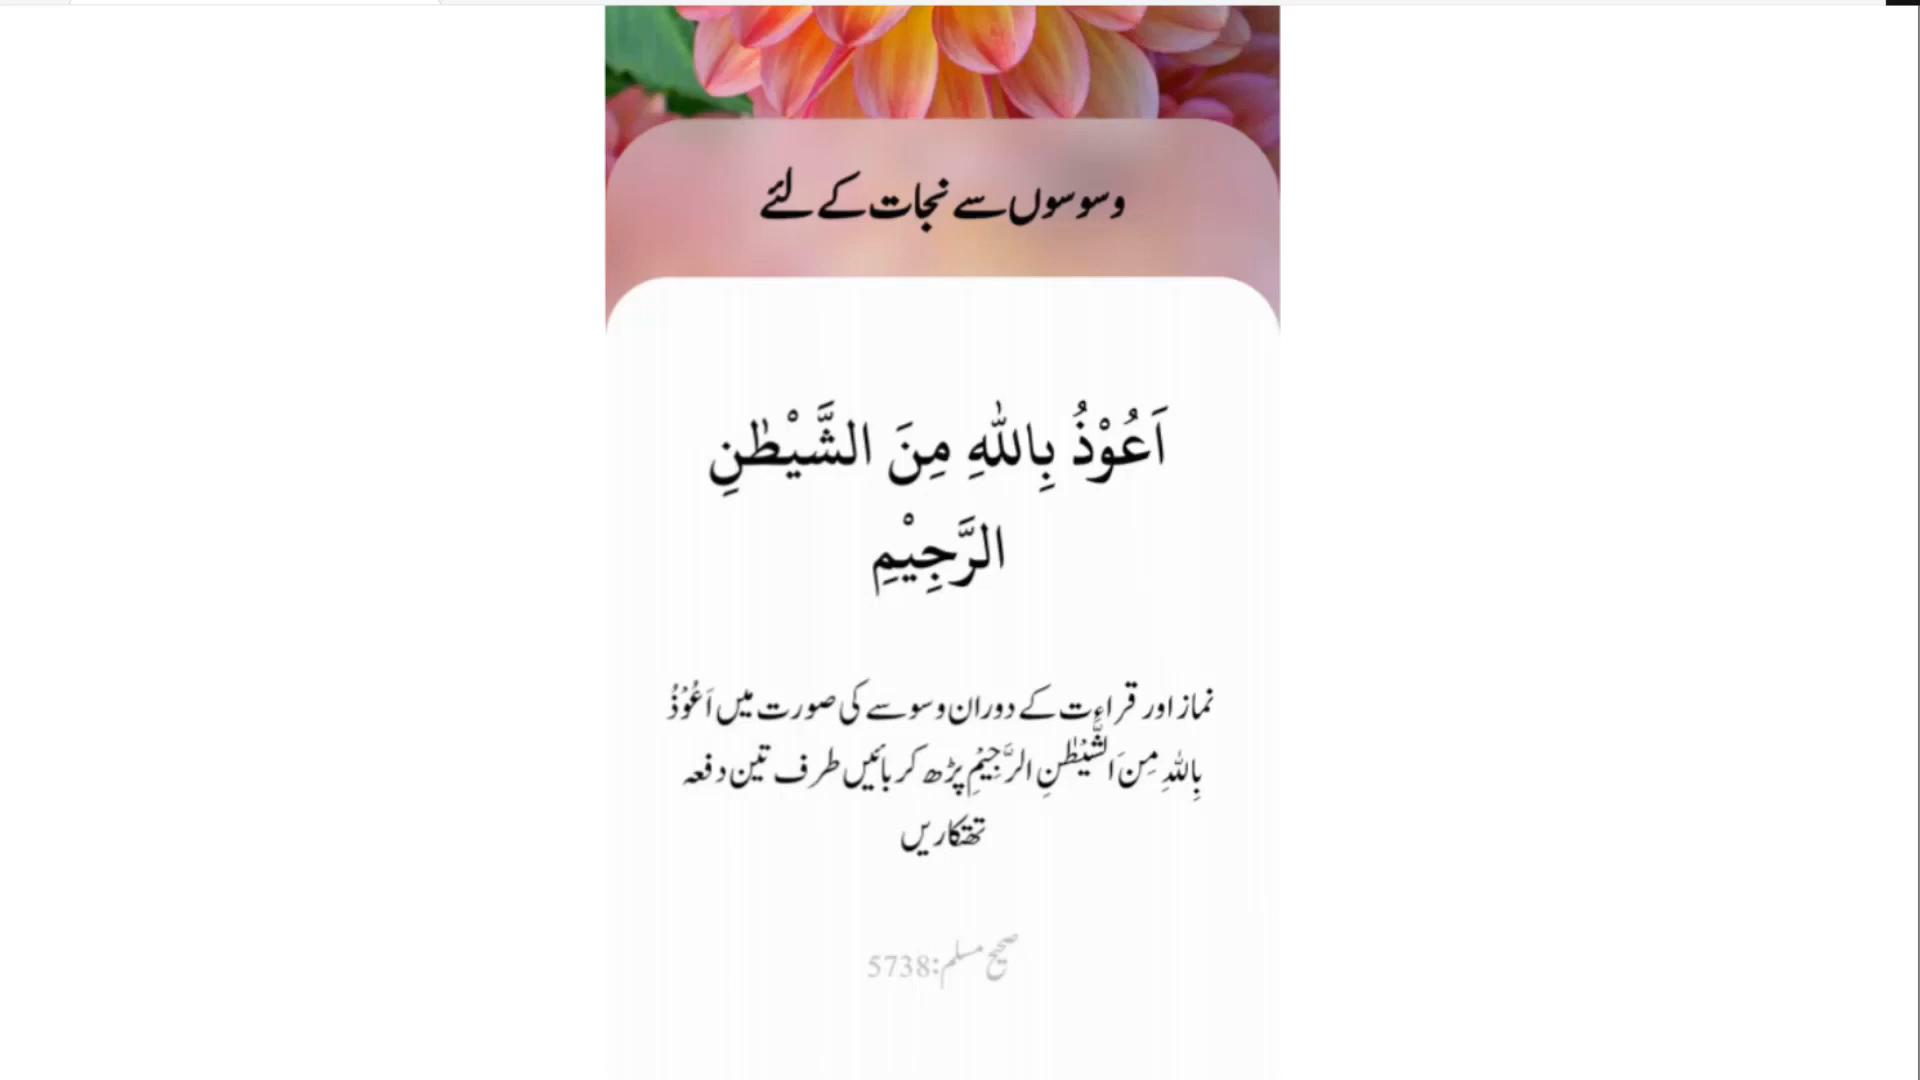 وسوسوں سے نجات کے لئے
اَعُوْذُ بِاللّٰهِ مِنَ الشَّيْطٰنِ
الرَّجِيْمِ
نماز اور قراءت کے دوران وسوسے کی صورت میں اَعُوْذُ
بِاللّٰهِ مِنَ الشَّيْطٰنِ الرَّجِيْمِ پڑھ کر بائیں طرف تین دفعہ
تھتکاریں
صحیح مسلم:5738